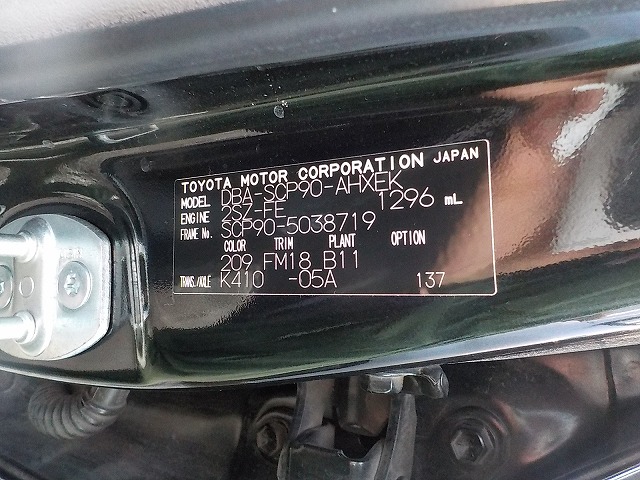 TOYOTA MOTOR CORPORATION JAPAN
MODEL DBA-SCP90-AHXEK
ENGINE 2SZ-FE 1296 mL
FRAME No. SCP90-5038719
COLOR TRIM PLANT OPTION
209 FM18 B11
TRANS./AXLE K410 -05A 137